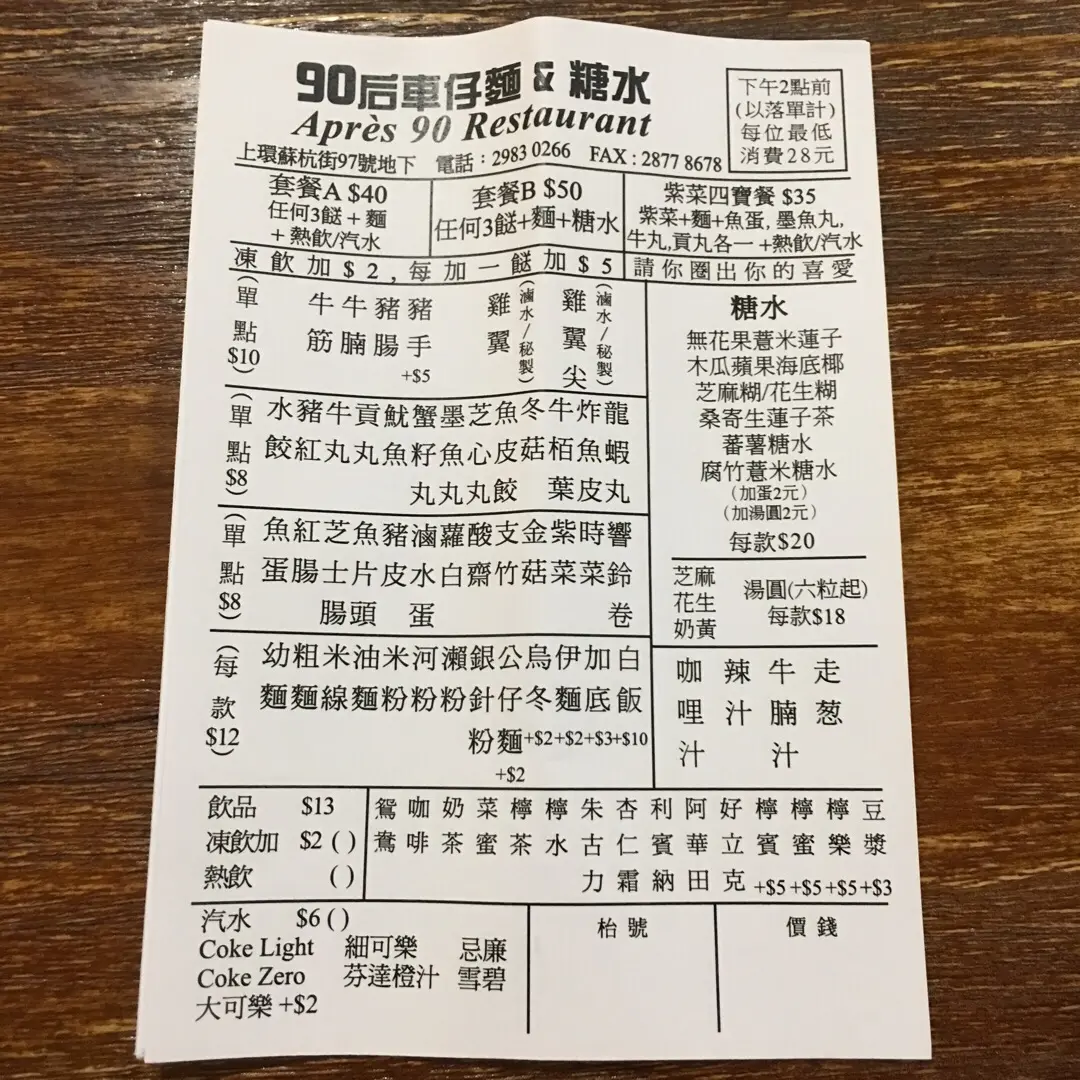 90后車仔麵 & 糖水
Après 90 Restaurant
上環蘇杭街97號地下 電話：2983 0266 FAX : 2877 8678
下午2點前
(以落單計)
每位最低
消費28元
套餐A $40
任何3餸 + 麵
+ 熱飲/汽水
套餐B $50
任何3餸+麵+糖水
紫菜四寶餐 $35
紫菜+麵+魚蛋, 墨魚丸,
牛丸,貢丸各一 +熱飲/汽水
凍飲加$2,每加一餸加$5
請你圈出你的喜愛
(單點$10)
牛筋
牛腩
豬腸
豬手+$5
雞翼(滷水/秘製)
雞翼尖(滷水/秘製)
(單點$8)
水餃
豬紅
牛丸
貢丸
魷魚
蟹籽丸
墨魚丸
芝心丸
魚皮餃
冬菇
牛栢葉
炸魚皮
龍蝦丸
(單點$8)
魚蛋
紅腸
芝士腸
魚片頭
豬皮
滷水蛋
蘿白
酸齋
支竹
金菇
紫菜
時菜
響鈴卷
(每款$12)
幼麵
粗麵
米線
油麵
米粉
河粉
瀨粉
銀針粉
公仔麵+$2
烏冬+$2
伊麵+$2
加底+$3
白飯+$10
糖水
無花果薏米蓮子
木瓜蘋果海底椰
芝麻糊/花生糊
桑寄生蓮子茶
蕃薯糖水
腐竹薏米糖水
(加蛋2元)
(加湯圓2元)
每款$20
芝麻
花生
奶黃
湯圓(六粒起)
每款$18
咖哩汁
辣汁
牛腩汁
走葱
飲品 $13
凍飲加 $2 ( )
熱飲 ( )
鴛鴦
咖啡
奶茶
菜蜜
檸茶
檸水
朱古力
杏仁霜
利賓納
阿華田
好立克
檸賓+$5
檸蜜+$5
檸樂+$5
豆漿+$3
汽水 $6 ( )
Coke Light 細可樂 忌廉
Coke Zero 芬達橙汁 雪碧
大可樂 +$2
枱號
價錢